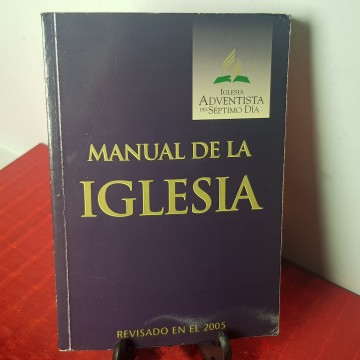 IGLESIA
ADVENTISTA
DEL SÉPTIMO DÍA
MANUAL DE LA
IGLESIA
REVISADO EN EL 2005